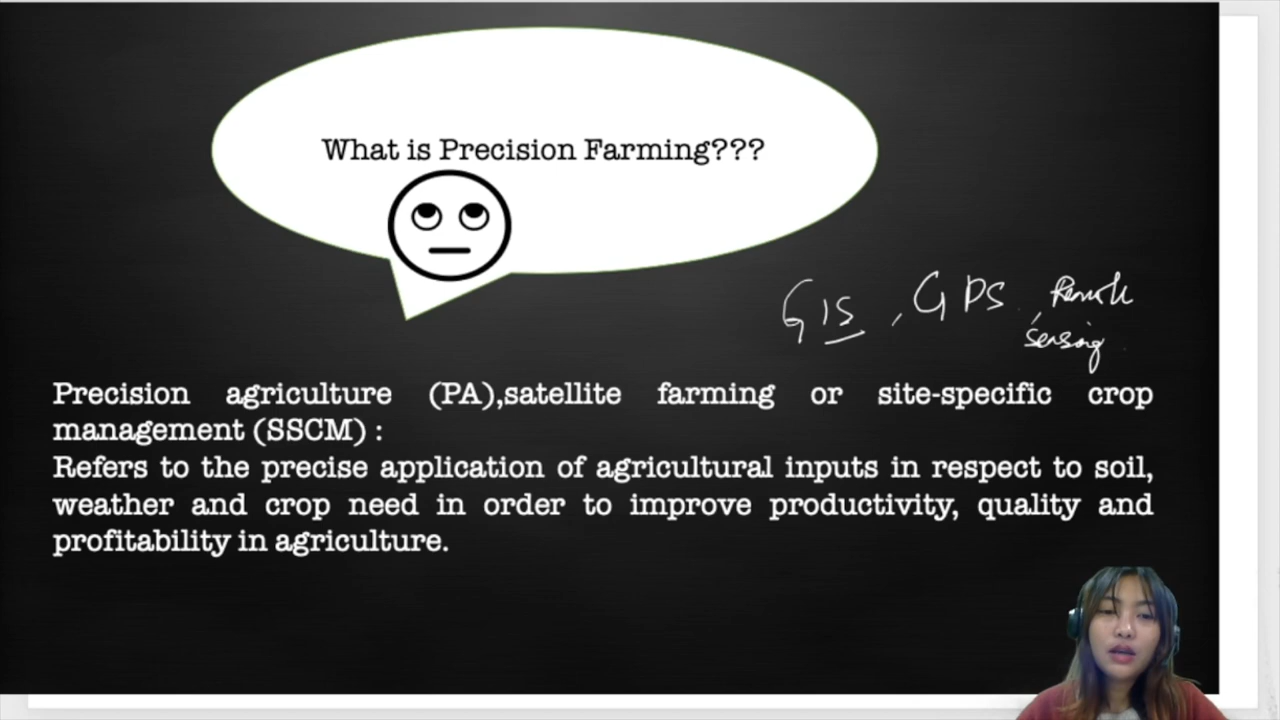 What is Precision Farming???
GIS, GPS, Remote
sensing
Precision agriculture (PA),satellite farming or site-specific crop
management (SSCM) :
Refers to the precise application of agricultural inputs in respect to soil,
weather and crop need in order to improve productivity, quality and
profitability in agriculture.